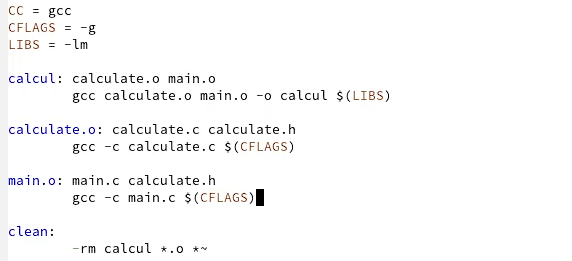 CC = gcc
CFLAGS = -g
LIBS = -lm
calcul: calculate.o main.o
gcc calculate.o main.o -o calcul $(LIBS)
calculate.o: calculate.c calculate.h
gcc -c calculate.c $(CFLAGS)
main.o: main.c calculate.h
gcc -c main.c $(CFLAGS)
clean:
-rm calcul *.o *~